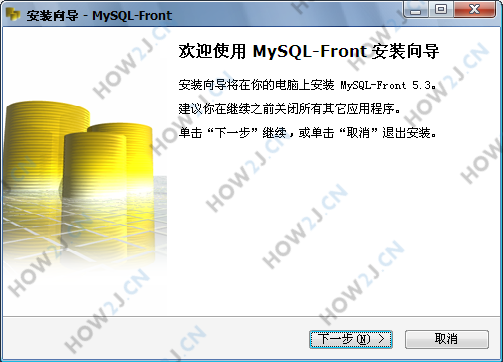 安装向导 - MySQL-Front
欢迎使用 MySQL-Front 安装向导
安装向导将在你的电脑上安装 MySQL-Front 5.3。
建议你在继续之前关闭所有其它应用程序。
单击“下一步”继续，或单击“取消”退出安装。
下一步(N) >
取消
HOW2J.CN
HOW2J.CN
HOW2J.CN
HOW2J.CN
HOW2J.CN
HOW2J.CN
HOW2J.CN
HOW2J.CN